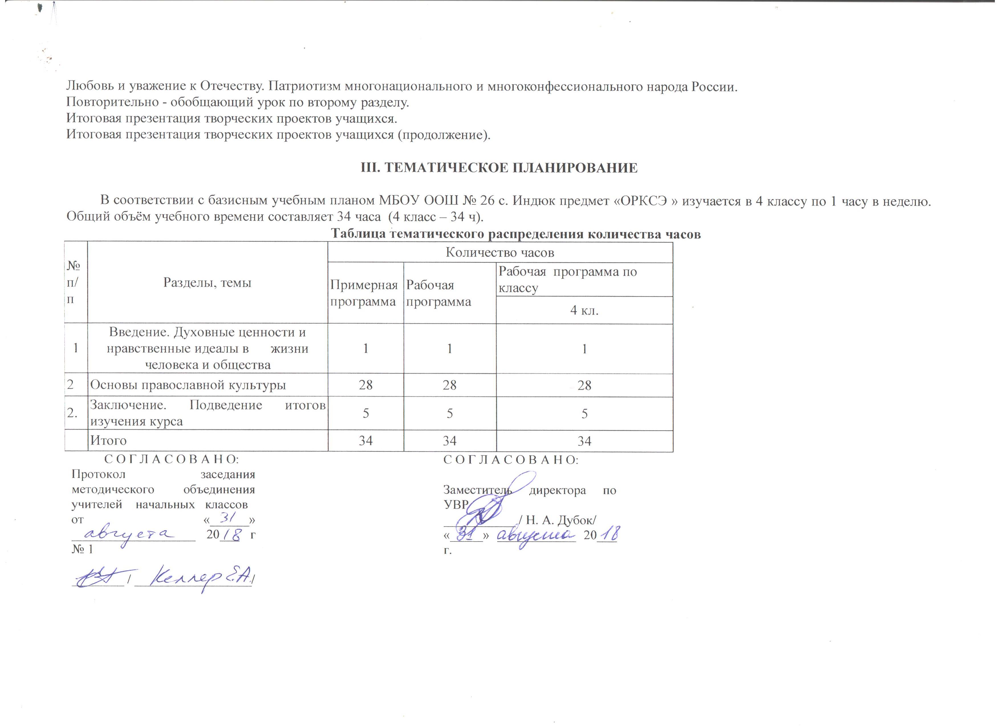 Любовь и уважение к Отечеству. Патриотизм многонационального и многоконфессионального народа России.
Повторительно - обобщающий урок по второму разделу.
Итоговая презентация творческих проектов учащихся.
Итоговая презентация творческих проектов учащихся (продолжение).
III. ТЕМАТИЧЕСКОЕ ПЛАНИРОВАНИЕ
В соответствии с базисным учебным планом МБОУ ООШ № 26 с. Индюк предмет «ОРКСЭ » изучается в 4 классу по 1 часу в неделю.
Общий объём учебного времени составляет 34 часа (4 класс – 34 ч).
Таблица тематического распределения количества часов
№ п/п
Разделы, темы
Количество часов
Примерная программа
Рабочая программа
Рабочая программа по классу
4 кл.
1 Введение. Духовные ценности и нравственные идеалы в жизни человека и общества 1 1 1
2 Основы православной культуры 28 28 28
2. Заключение. Подведение итогов изучения курса 5 5 5
Итого 34 34 34
С О Г Л А С О В А Н О:
Протокол заседания
методического объединения
учителей начальных классов
от «31»
августа 2018 г
№ 1
/ Келлер Е.А./
С О Г Л А С О В А Н О:
Заместитель директора по
УВР
/ Н. А. Дубок/
«31» августа 2018
г.